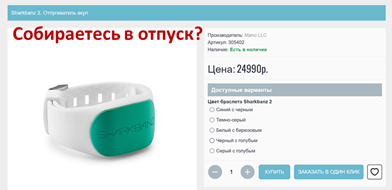 Sharkbanz 2. Отпугиватель акул
Собираетесь в отпуск?
SHARKBANZ
Производитель: Mano LLC
Артикул: 305402
Наличие: Есть в наличии
Цена: 24990р.
Доступные варианты
Цвет браслета Sharkbanz 2
Синий с черным
Темно-серый
Белый с бирюзовым
Черный с голубым
Серый с голубым
1
КУПИТЬ
ЗАКАЗАТЬ В ОДИН КЛИК